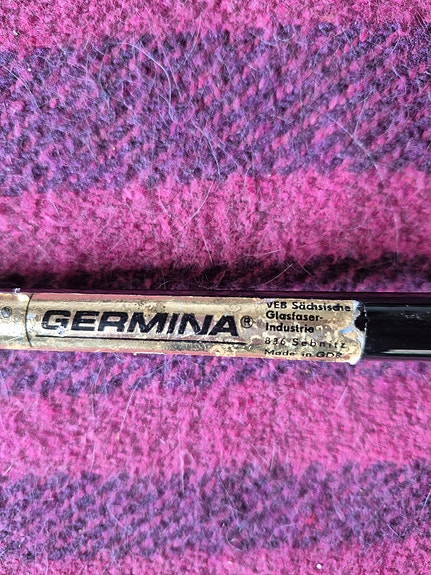 GERMINA®
VEB Sächsische
Glasfaser-
Industrie
836 Sebnitz
Made in GDR